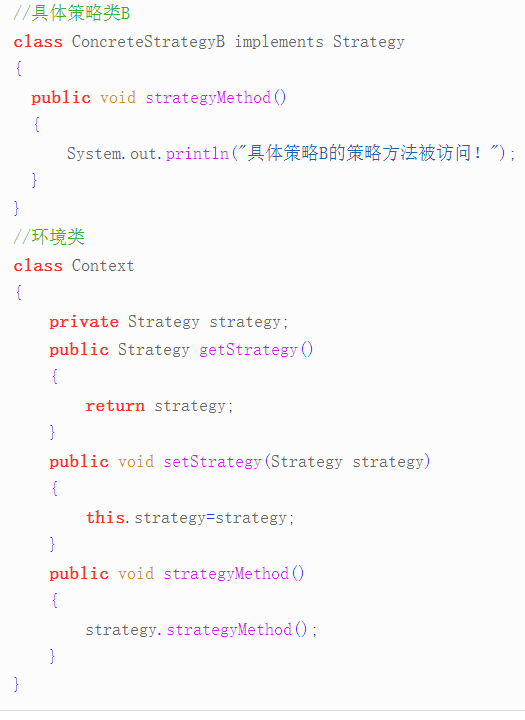 //具体策略类B
class ConcreteStrategyB implements Strategy
{
  public void strategyMethod()
  {
      System.out.println("具体策略B的策略方法被访问！");
  }
}
//环境类
class Context
{
    private Strategy strategy;
    public Strategy getStrategy()
    {
        return strategy;
    }
    public void setStrategy(Strategy strategy)
    {
        this.strategy=strategy;
    }
    public void strategyMethod()
    {
        strategy.strategyMethod();
    }
}